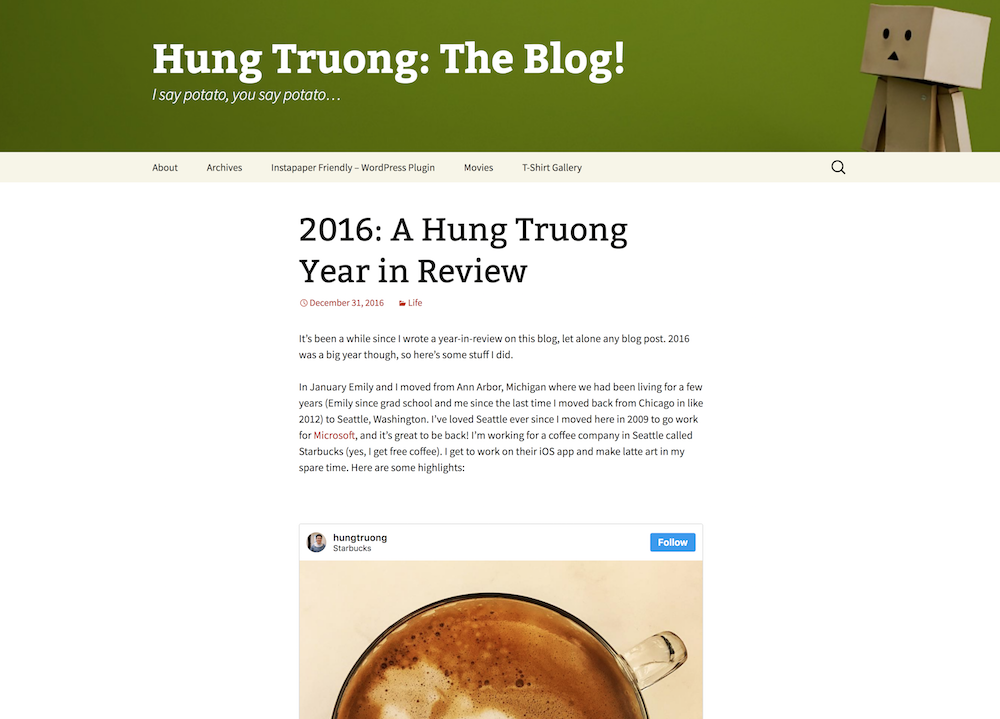 Hung Truong: The Blog!
I say potato, you say potato…
About Archives Instapaper Friendly – WordPress Plugin Movies T-Shirt Gallery
2016: A Hung Truong
Year in Review
December 31, 2016 Life
It's been a while since I wrote a year-in-review on this blog, let alone any blog post. 2016
was a big year though, so here's some stuff I did.
In January Emily and I moved from Ann Arbor, Michigan where we had been living for a few
years (Emily since grad school and me since the last time I moved back from Chicago in like
2012) to Seattle, Washington. I've loved Seattle ever since I moved here in 2009 to go work
for Microsoft, and it's great to be back! I'm working for a coffee company in Seattle called
Starbucks (yes, I get free coffee). I get to work on their iOS app and make latte art in my
spare time. Here are some highlights:
hungtruong
Starbucks
Follow